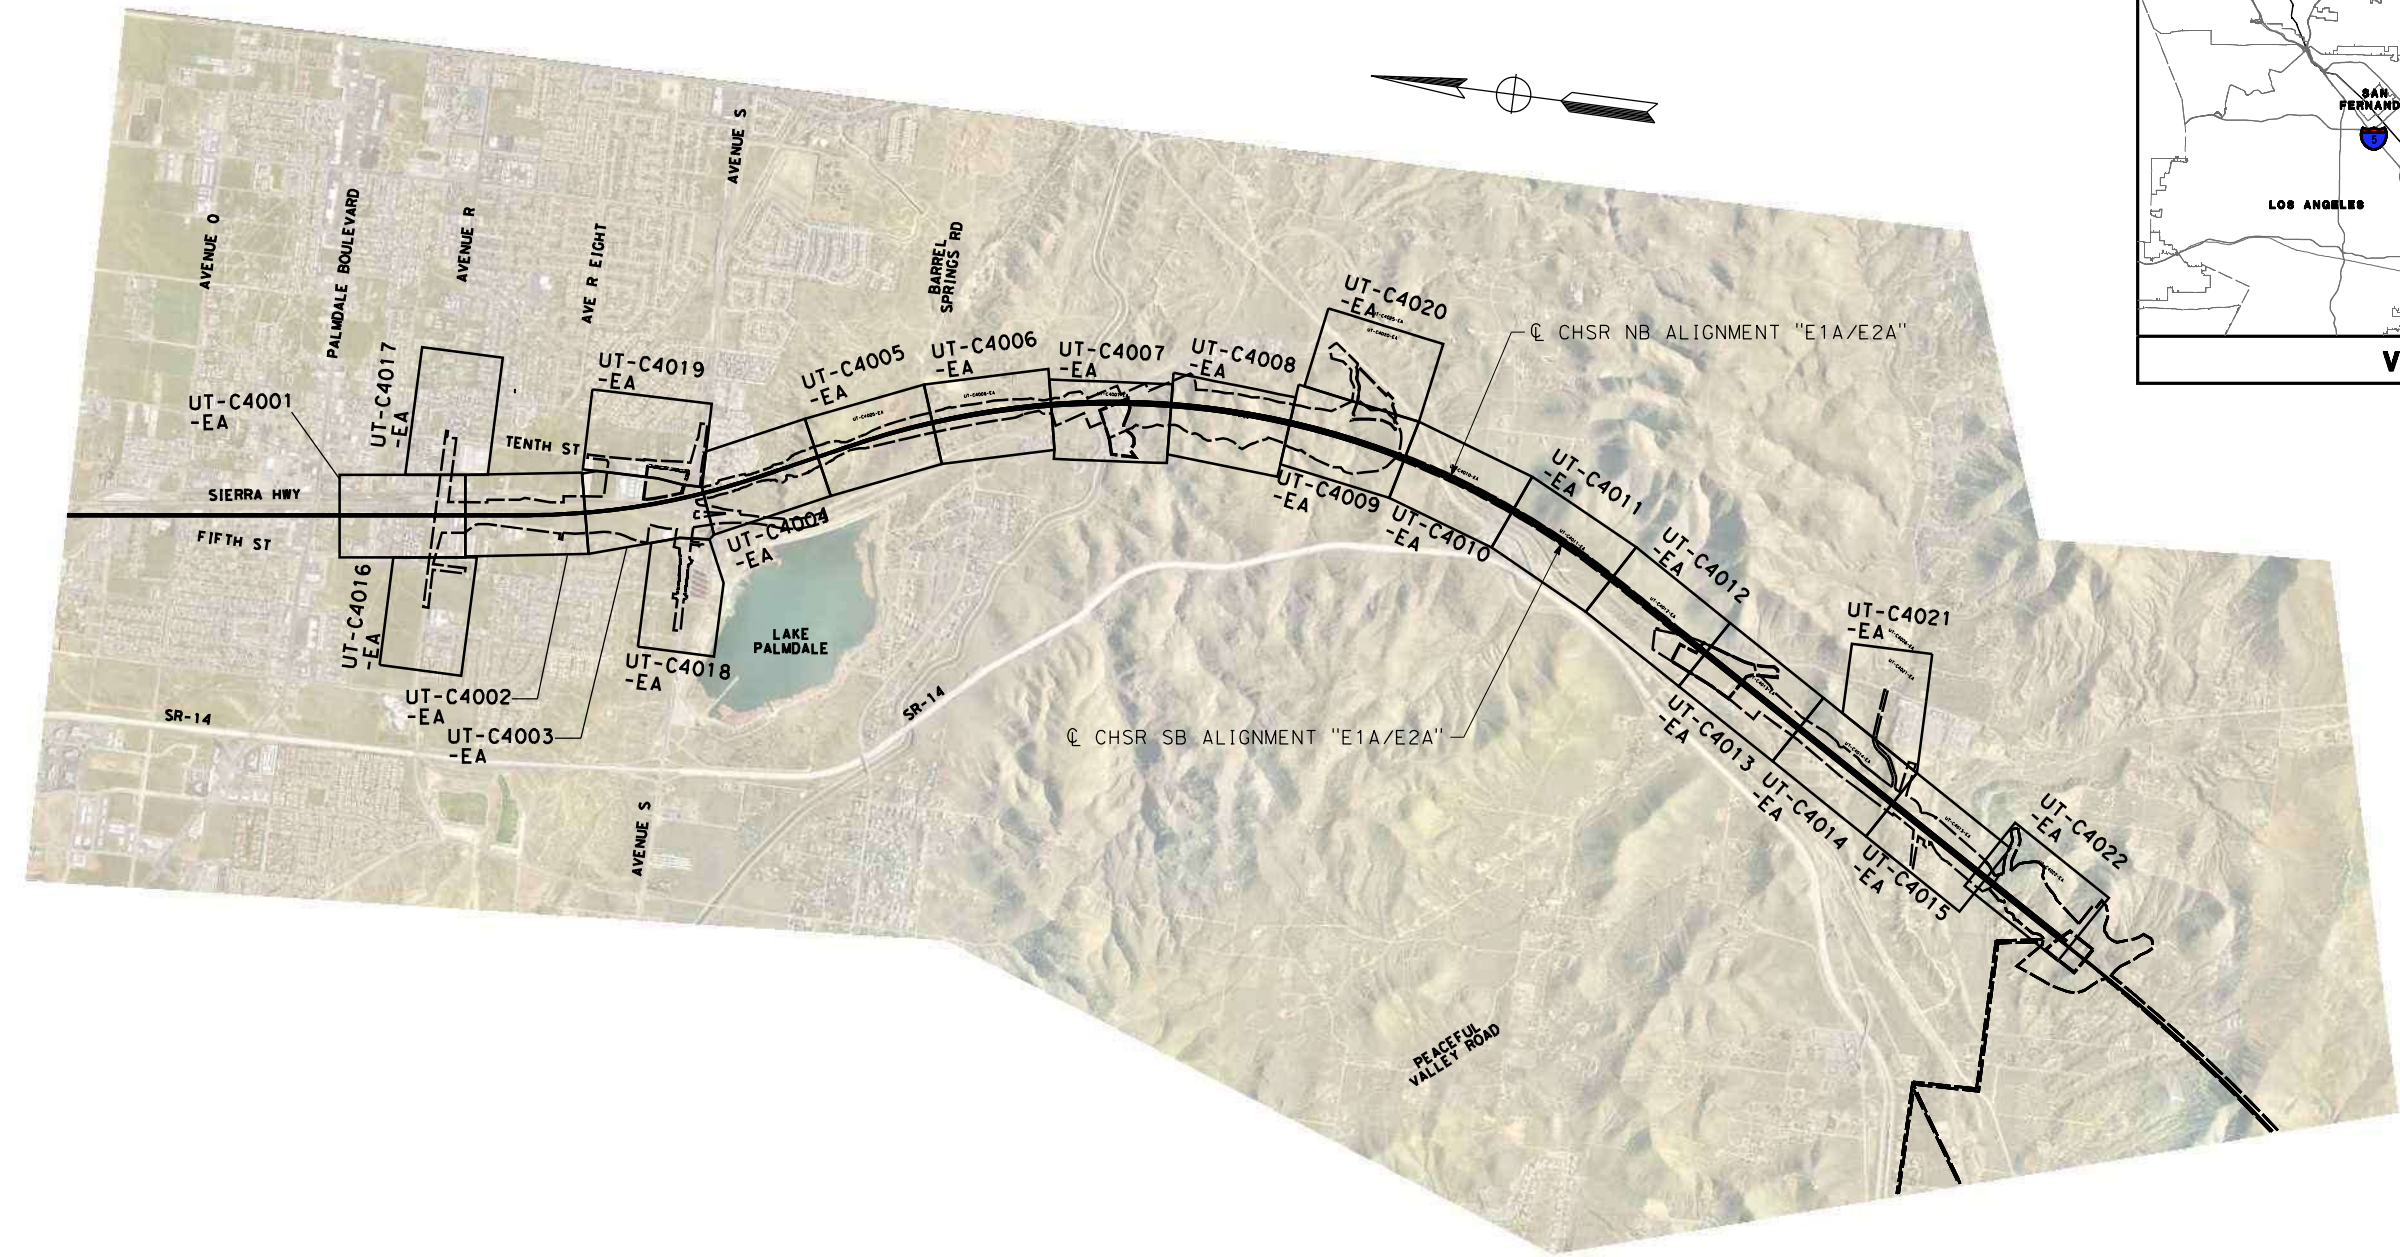 SAN
5
LOS ANGELES
V
AVENUE O
PALMDALE BOULEVARD
AVENUE R
AVE R EIGHT
AVENUE S
BARREL
SPRINGS RD
UT-C4001
-EA
UT-C4017
-EA
TENTH ST
UT-C4019
-EA
UT-C4005
-EA
UT-C4006
-EA
UT-C4007
-EA
UT-C4008
-EA
UT-C4020
-EA
℄ CHSR NB ALIGNMENT "E1A/E2A"
SIERRA HWY
FIFTH ST
UT-C4016
-EA
UT-C4002
-EA
UT-C4003
-EA
UT-C4018
-EA
UT-C4004
-EA
LAKE
PALMDALE
SR-14
SR-14
AVENUE S
UT-C4009
-EA
UT-C4010
-EA
UT-C4011
-EA
UT-C4012
-EA
℄ CHSR SB ALIGNMENT "E1A/E2A"
UT-C4021
-EA
UT-C4013
-EA
UT-C4014
-EA
UT-C4015
-EA
UT-C4022
-EA
PEACEFUL
VALLEY ROAD